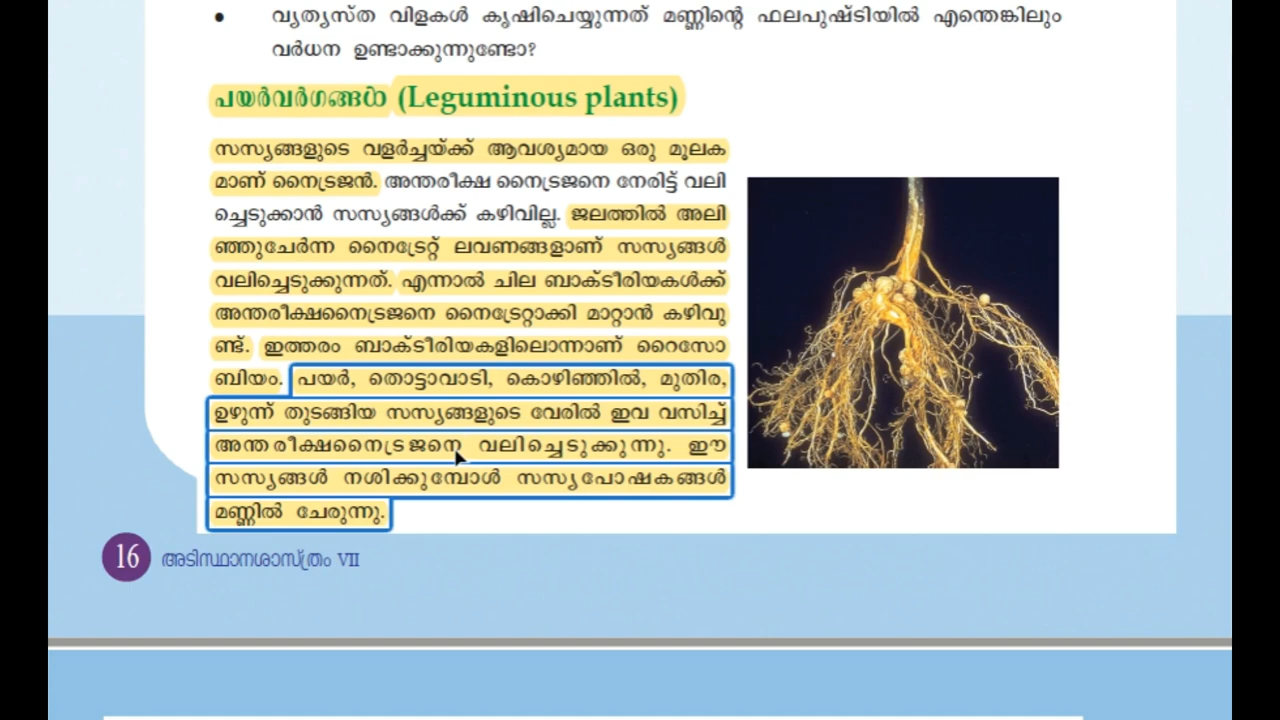 • വ്യത്യസ്ത വിളകൾ കൃഷിചെയ്യുന്നത് മണ്ണിന്റെ ഫലപുഷ്ടിയിൽ എന്തെങ്കിലും
വർധന ഉണ്ടാക്കുന്നുണ്ടോ?
പയർവർഗങ്ങൾ (Leguminous plants)
സസ്യങ്ങളുടെ വളർച്ചയ്ക്ക് ആവശ്യമായ ഒരു മൂലക
മാണ് നൈട്രജൻ. അന്തരീക്ഷ നൈട്രജനെ നേരിട്ട് വലി
ച്ചെടുക്കാൻ സസ്യങ്ങൾക്ക് കഴിവില്ല. ജലത്തിൽ അലി
ഞ്ഞുചേർന്ന നൈട്രേറ്റ് ലവണങ്ങളാണ് സസ്യങ്ങൾ
വലിച്ചെടുക്കുന്നത്. എന്നാൽ ചില ബാക്ടീരിയകൾക്ക്
അന്തരീക്ഷനൈട്രജനെ നൈട്രേറ്റാക്കി മാറ്റാൻ കഴിവു
ണ്ട്. ഇത്തരം ബാക്ടീരിയകളിലൊന്നാണ് റൈസോ
ബിയം. പയർ, തൊട്ടാവാടി, കൊഴിഞ്ഞിൽ, മുതിര,
ഉഴുന്ന് തുടങ്ങിയ സസ്യങ്ങളുടെ വേരിൽ ഇവ വസിച്ച്
അന്തരീക്ഷനൈട്രജനെ വലിച്ചെടുക്കുന്നു. ഈ
സസ്യങ്ങൾ നശിക്കുമ്പോൾ സസ്യപോഷകങ്ങൾ
മണ്ണിൽ ചേരുന്നു.
16 അടിസ്ഥാനശാസ്ത്രം VII